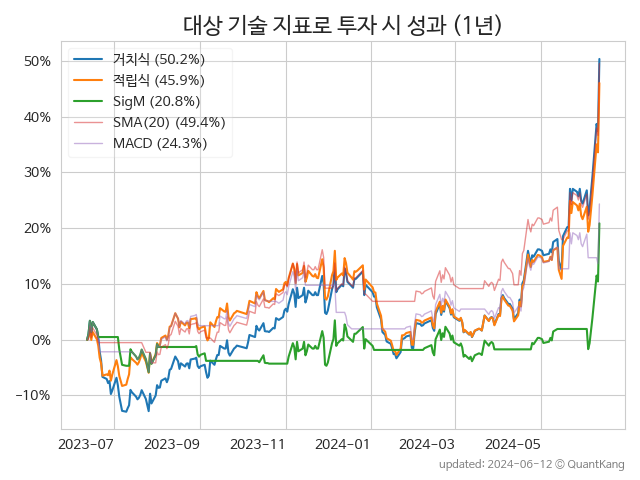 대상 기술 지표로 투자 시 성과 (1년)
거치식 (50.2%)
적립식 (45.9%)
SigM (20.8%)
SMA(20) (49.4%)
MACD (24.3%)
50%
40%
30%
20%
10%
0%
−10%
2023-07
2023-09
2023-11
2024-01
2024-03
2024-05
updated: 2024-06-12 © QuantKang